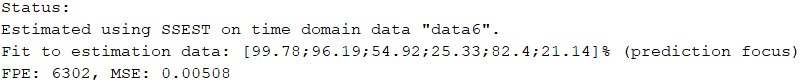 Status:
Estimated using SSEST on time domain data "data6".
Fit to estimation data: [99.78;96.19;54.92;25.33;82.4;21.14]% (prediction focus)
FPE: 6302, MSE: 0.00508